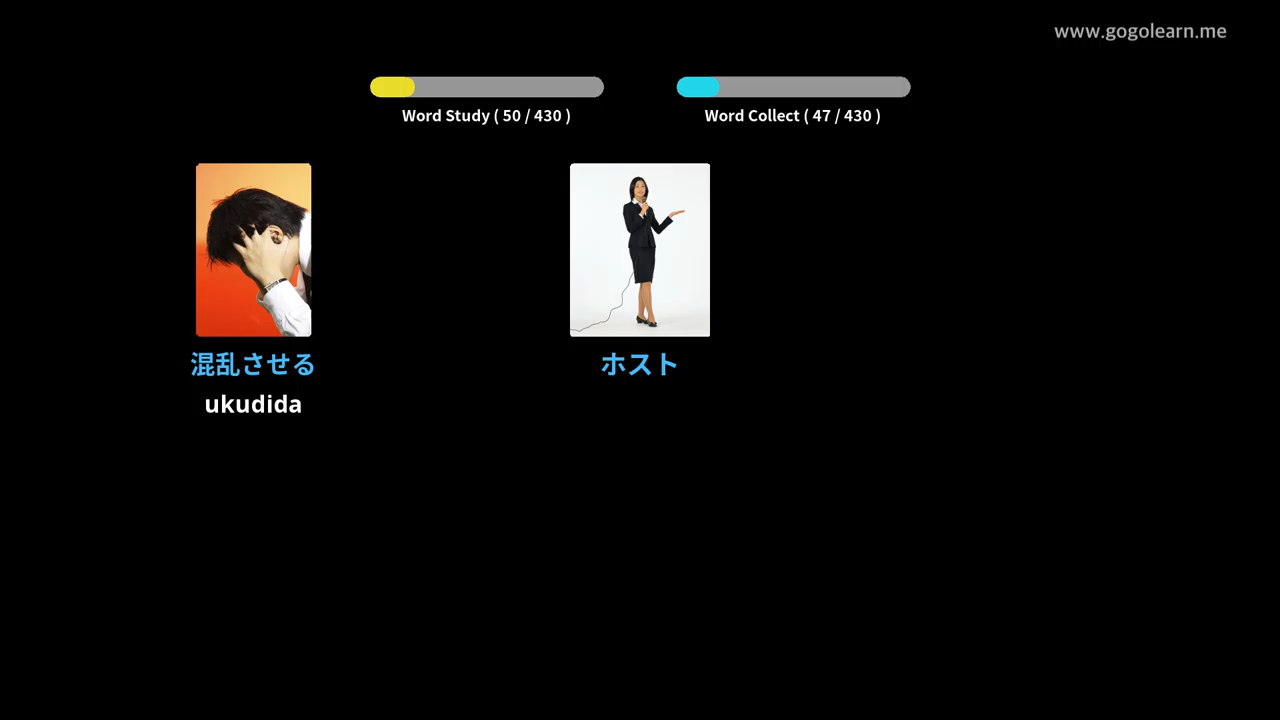 www.gogolearn.me
Word Study ( 50 / 430 )
Word Collect ( 47 / 430 )
混乱させる
ホスト
ukudida